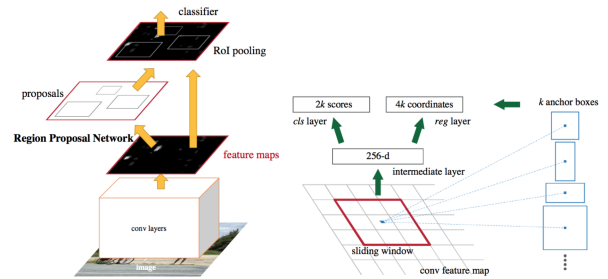 classifier
RoI pooling
proposals
Region Proposal Network
feature maps
conv layers
image
2k scores
4k coordinates
k anchor boxes
cls layer
reg layer
256-d
intermediate layer
sliding window
conv feature map